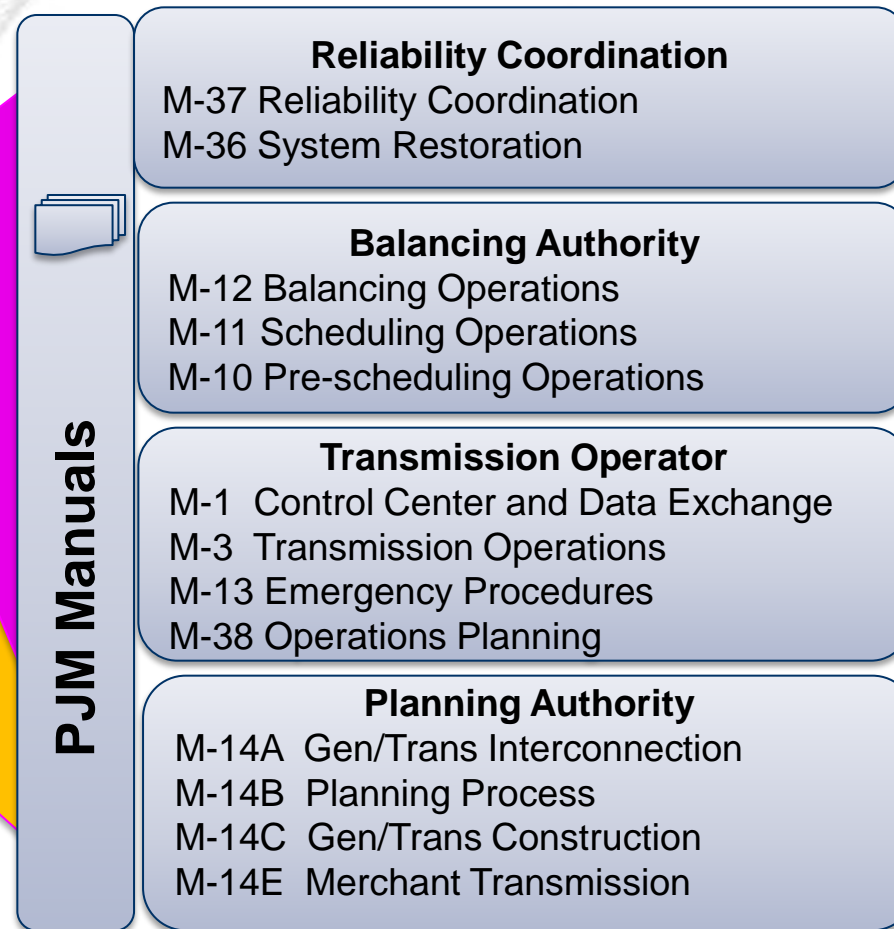 PJM Manuals
Reliability Coordination
M-37 Reliability Coordination
M-36 System Restoration
Balancing Authority
M-12 Balancing Operations
M-11 Scheduling Operations
M-10 Pre-scheduling Operations
Transmission Operator
M-1 Control Center and Data Exchange
M-3 Transmission Operations
M-13 Emergency Procedures
M-38 Operations Planning
Planning Authority
M-14A Gen/Trans Interconnection
M-14B Planning Process
M-14C Gen/Trans Construction
M-14E Merchant Transmission